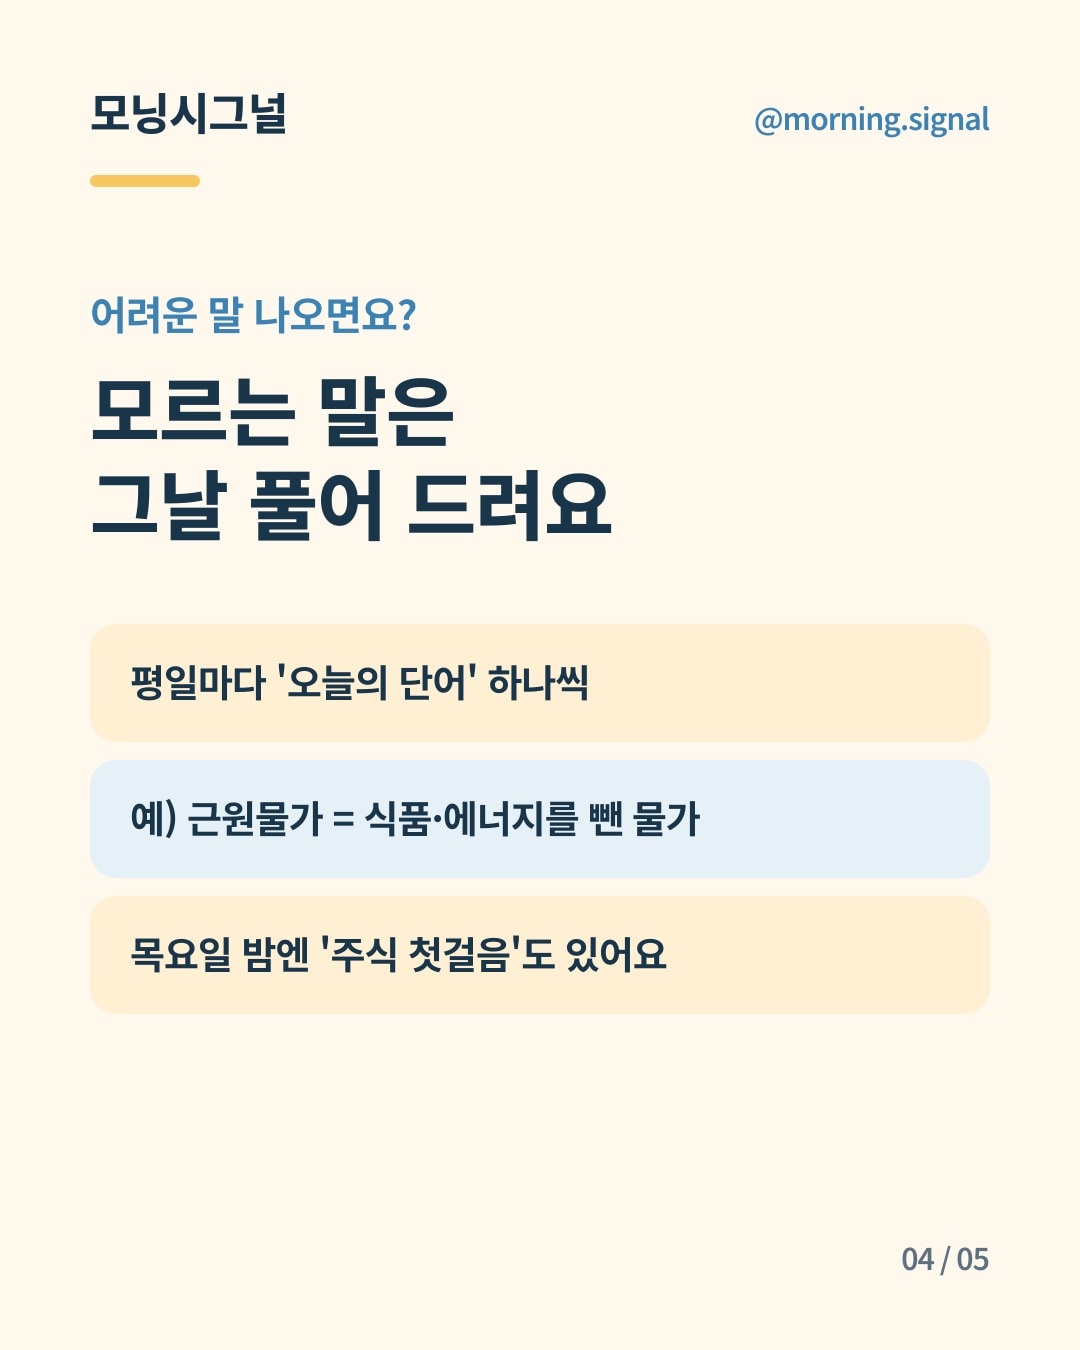 모닝시그널
@morning.signal
어려운 말 나오면요?
모르는 말은
그날 풀어 드려요
평일마다 '오늘의 단어' 하나씩
예) 근원물가 = 식품·에너지를 뺀 물가
목요일 밤엔 '주식 첫걸음'도 있어요
04 / 05